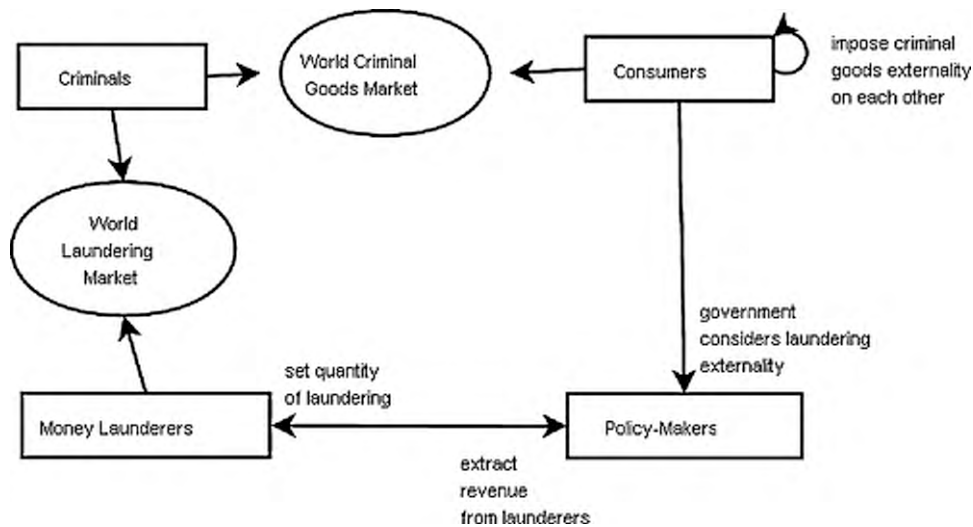 Criminals
World Criminal
Goods Market
Consumers
impose criminal
goods externality
on each other
World
Laundering
Market
government
considers laundering
externality
set quantity
of laundering
Money Launderers
Policy-Makers
extract
revenue
from launderers